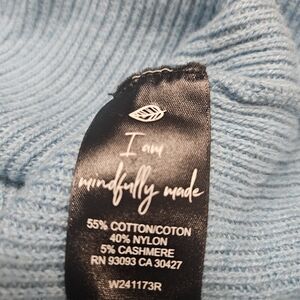 I am
mindfully made
55% COTTON/COTON
40% NYLON
5% CASHMERE
RN 93093 CA 30427
W241173R